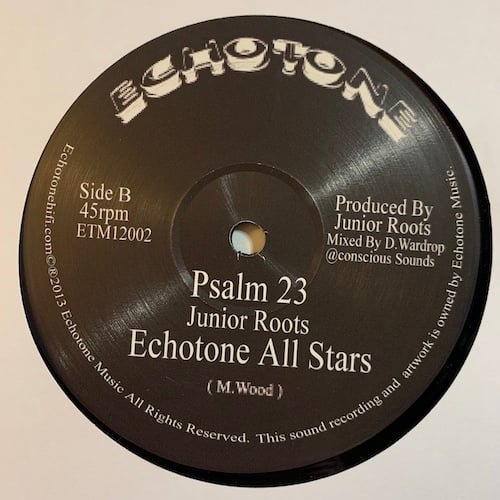 ECHOTONE
Side B
45rpm
ETM12002
Produced By
Junior Roots
Mixed By D.Wardrop
@conscious Sounds
Psalm 23
Junior Roots
Echotone All Stars
( M.Wood )
Echotonehifi.com©®2013 Echotone Music All Rights Reserved. This sound recording and artwork is owned by Echotone Music.